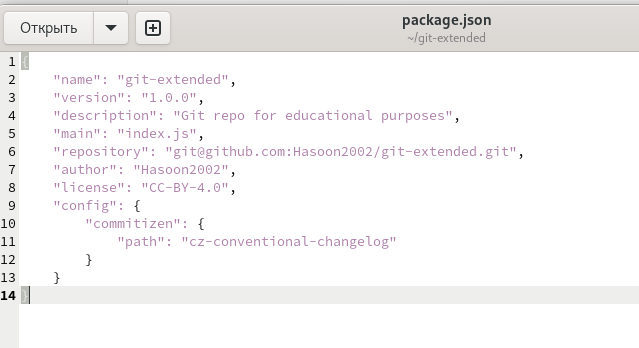 Открыть
package.json
~/git-extended
1 {
2 "name": "git-extended",
3 "version": "1.0.0",
4 "description": "Git repo for educational purposes",
5 "main": "index.js",
6 "repository": "git@github.com:Hasoon2002/git-extended.git",
7 "author": "Hasoon2002",
8 "license": "CC-BY-4.0",
9 "config": {
10 "commitizen": {
11 "path": "cz-conventional-changelog"
12 }
13 }
14 }